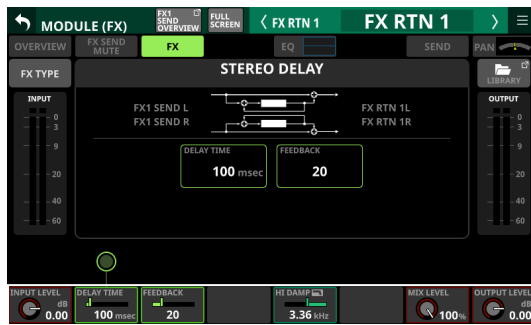 MODULE (FX)
FX1
SEND
OVERVIEW
FULL
SCREEN
FX RTN 1
FX RTN 1
OVERVIEW
FX SEND
MUTE
FX
EQ
SEND
PAN
FX TYPE
STEREO DELAY
LIBRARY
INPUT
OUTPUT
0
3
9
20
40
60
FX1 SEND L
FX1 SEND R
FX RTN 1L
FX RTN 1R
0
3
9
20
40
60
DELAY TIME
100 msec
FEEDBACK
20
INPUT LEVEL
dB
0.00
DELAY TIME
100 msec
FEEDBACK
20
HI DAMP
3.36 kHz
MIX LEVEL
100%
OUTPUT LEVEL
dB
0.00